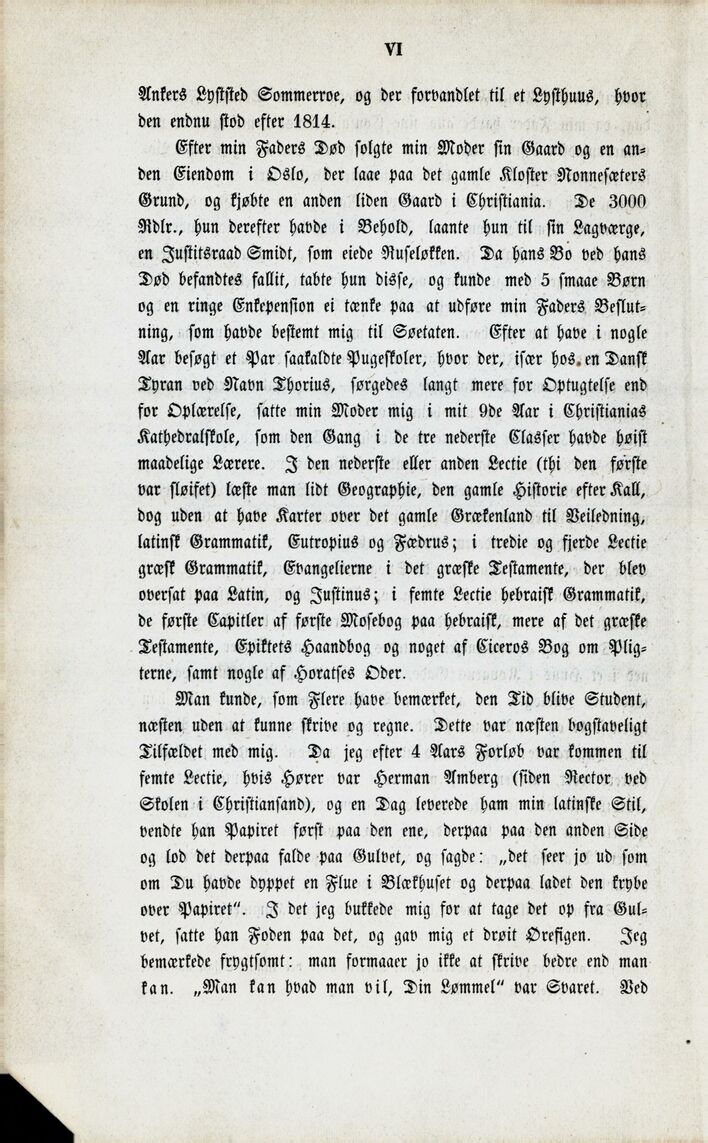 VI
Ankers Lyststed Sommerroe, og der forvandlet til et Lysthuus, hvor
den endnu stod efter 1814.
Efter min Faders Død solgte min Moder sin Gaard og en an=
den Eiendom i Oslo, der laae paa det gamle Kloster Nonnesæters
Grund, og kjøbte en anden liden Gaard i Christiania. De 3000
Rdlr., hun derefter havde i Behold, laante hun til sin Lagværge,
en Justitsraad Smidt, som eiede Ruseløkken. Da hans Bo ved hans
Død befandtes fallit, tabte hun disse, og kunde med 5 smaae Børn
og en ringe Enkepension ei tænke paa at udføre min Faders Beslut=
ning, som havde bestemt mig til Søetaten. Efter at have i nogle
Aar besøgt et Par saakaldte Pugeskoler, hvor der, især hos en Dansk
Tyran ved Navn Thorius, sørgedes langt mere for Optugtelse end
for Oplærelse, satte min Moder mig i mit 9de Aar i Christianias
Kathedralskole, som den Gang i de tre nederste Classer havde høist
maadelige Lærere. I den nederste eller anden Lectie (thi den første
var sløifet) læste man lidt Geographie, den gamle Historie efter Kall,
dog uden at have Karter over det gamle Grækenland til Veiledning,
latinsk Grammatik, Eutropius og Fædrus; i tredie og fjerde Lectie
græsk Grammatik, Evangelierne i det græske Testamente, der blev
oversat paa Latin, og Justinus; i femte Lectie hebraisk Grammatik,
de første Capitler af første Mosebog paa hebraisk, mere af det græske
Testamente, Epiktets Haandbog og noget af Ciceros Bog om Plig=
terne, samt nogle af Horatses Oder.
Man kunde, som Flere have bemærket, den Tid blive Student,
næsten uden at kunne skrive og regne. Dette var næsten bogstaveligt
Tilfældet med mig. Da jeg efter 4 Aars Forløb var kommen til
femte Lectie, hvis Hører var Herman Amberg (siden Rector ved
Skolen i Christiansand), og en Dag leverede ham min latinske Stil,
vendte han Papiret først paa den ene, derpaa paa den anden Side
og lod det derpaa falde paa Gulvet, og sagde: „det seer jo ud som
om Du havde dyppet en Flue i Blækhuset og derpaa ladet den krybe
over Papiret“. I det jeg bukkede mig for at tage det op fra Gul=
vet, satte han Foden paa det, og gav mig et drøit Ørefigen. Jeg
bemærkede frygtsomt: man formaaer jo ikke at skrive bedre end man
kan. „Man kan hvad man vil, Din Lømmel“ var Svaret. Ved